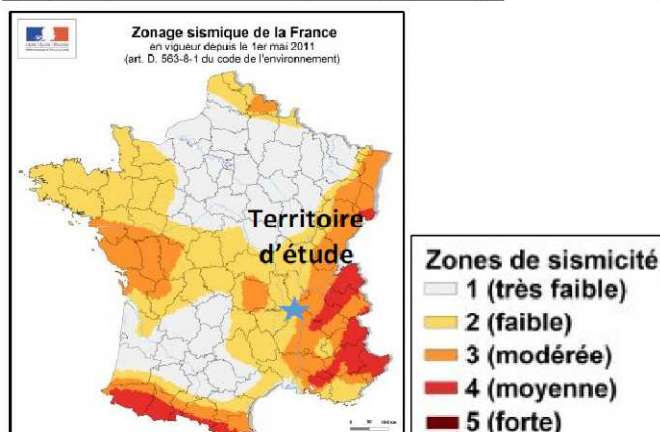 Zonage sismique de la France
en vigueur depuis le 1er mai 2011
(art. D. 563-8-1 du code de l'environnement)
Territoire
d'étude
Zones de sismicité
1 (très faible)
2 (faible)
3 (modérée)
4 (moyenne)
5 (forte)